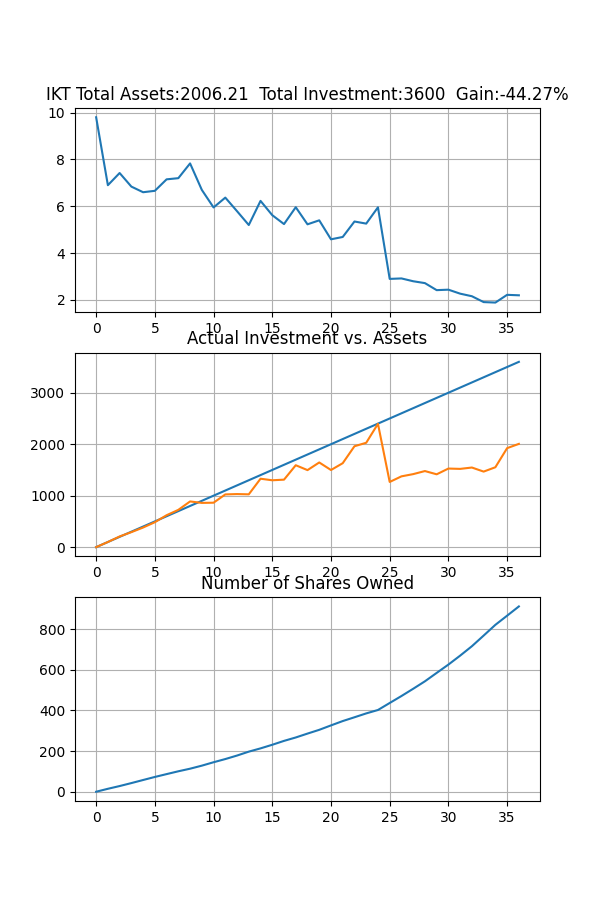 IKT Total Assets:2006.21  Total Investment:3600  Gain:-44.27%
10
8
6
4
2
0 5 10 15 20 25 30 35
Actual Investment vs. Assets
3000
2000
1000
0
0 5 10 15 20 25 30 35
Number of Shares Owned
800
600
400
200
0
0 5 10 15 20 25 30 35